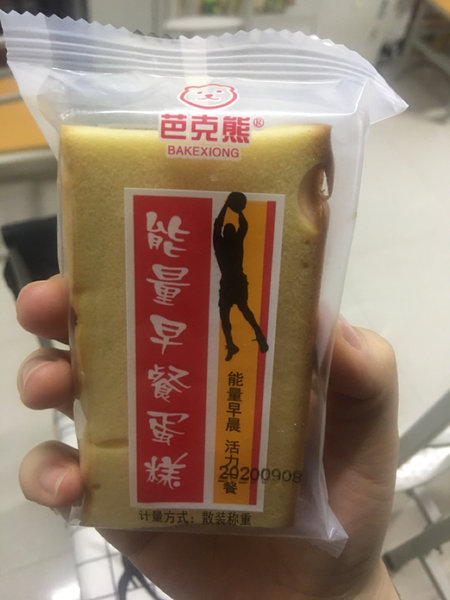 芭克熊®
BAKEXIONG
能量早餐蛋糕
能量早晨 活力
餐
20200908
计量方式：散装称重